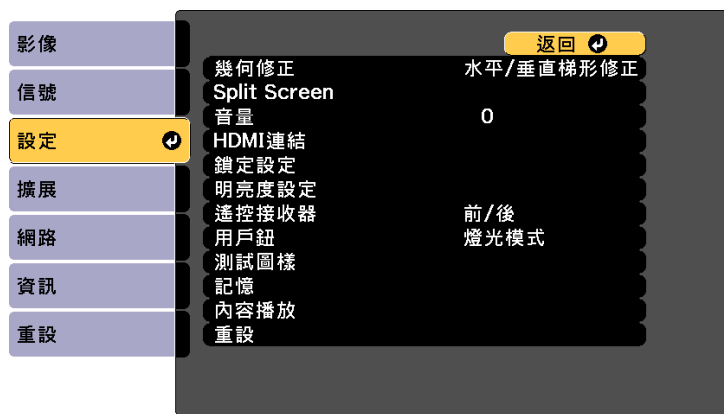 影像
信號
設定
擴展
網路
資訊
重設
返回
幾何修正 水平/垂直梯形修正
Split Screen
音量 0
HDMI連結
鎖定設定
明亮度設定
遙控接收器 前/後
用戶鈕 燈光模式
測試圖樣
記憶
內容播放
重設